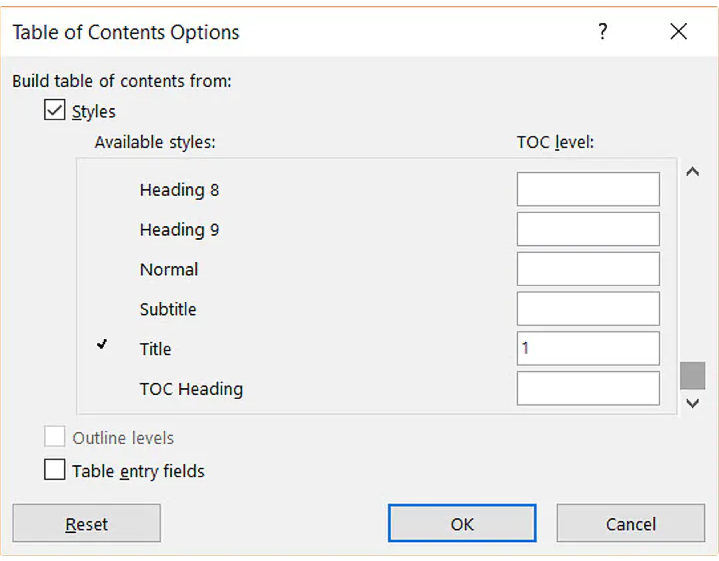 Table of Contents Options ?
Build table of contents from:
Styles
Available styles: TOC level:
Heading 8
Heading 9
Normal
Subtitle
Title 1
TOC Heading
Outline levels
Table entry fields
Reset OK Cancel